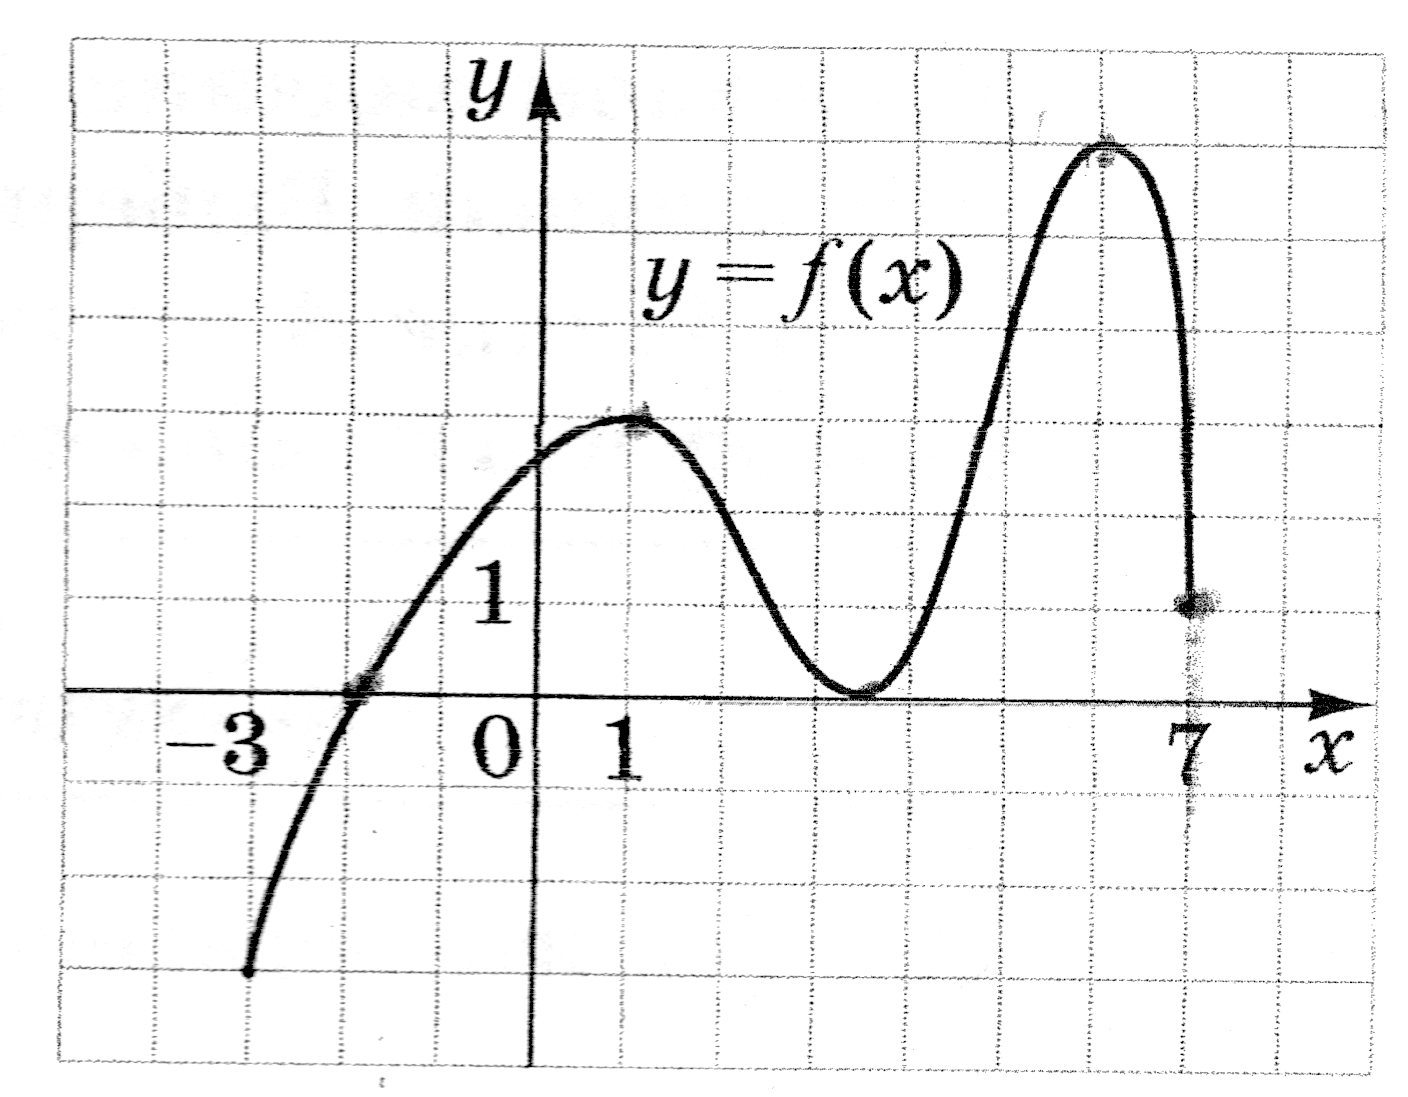 y
y = f(x)
1
-3 0 1 7 x